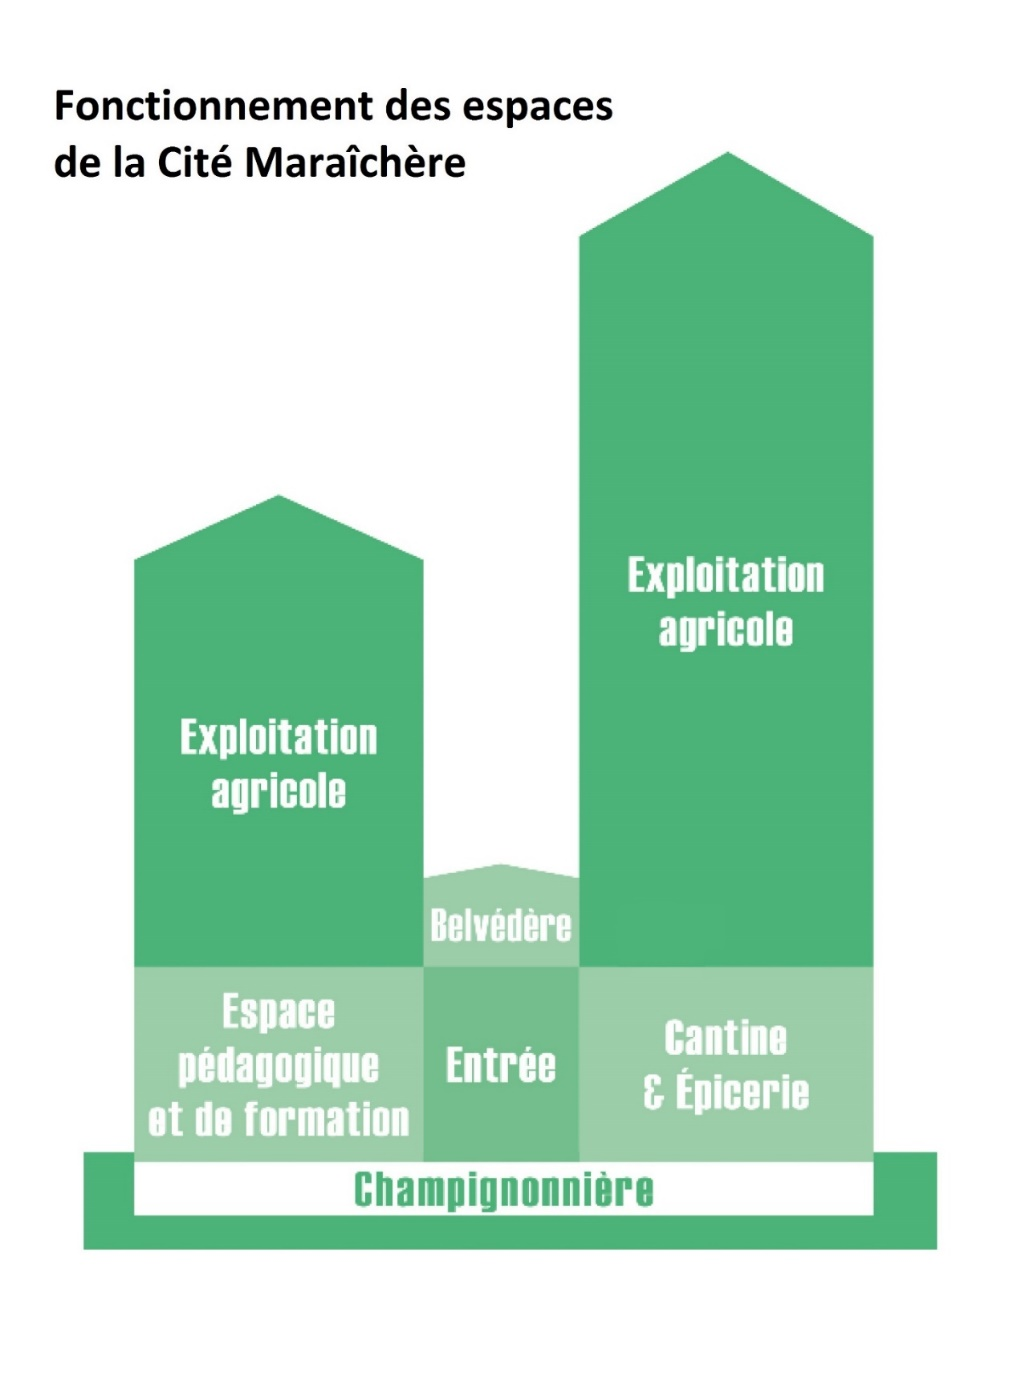 Fonctionnement des espaces
de la Cité Maraîchère
Exploitation
agricole
Exploitation
agricole
Belvédère
Espace
pédagogique
et de formation
Entrée
Cantine
& Épicerie
Champignonnière